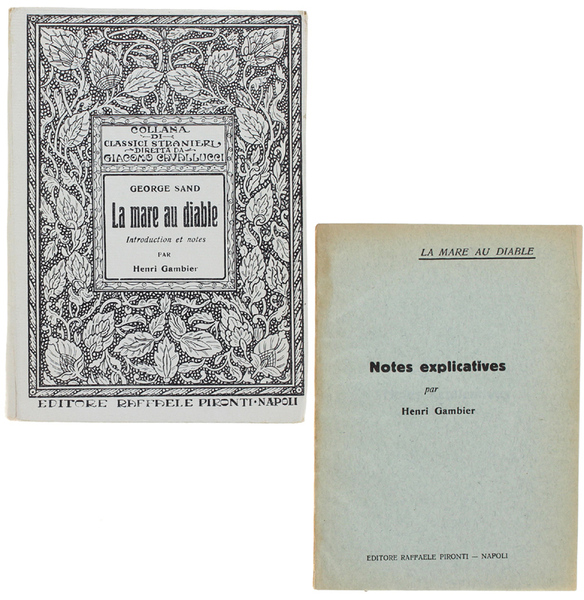 COLLANA
DI
CLASSICI STRANIERI
DIRETTA DA
GIACOMO CAVALLUCCI
GEORGE SAND
La mare au diable
Introduction et notes
PAR
Henri Gambier
EDITORE RAFFAELE PIRONTI · NAPOLI
LA MARE AU DIABLE
Notes explicatives
par
Henri Gambier
EDITORE RAFFAELE PIRONTI — NAPOLI